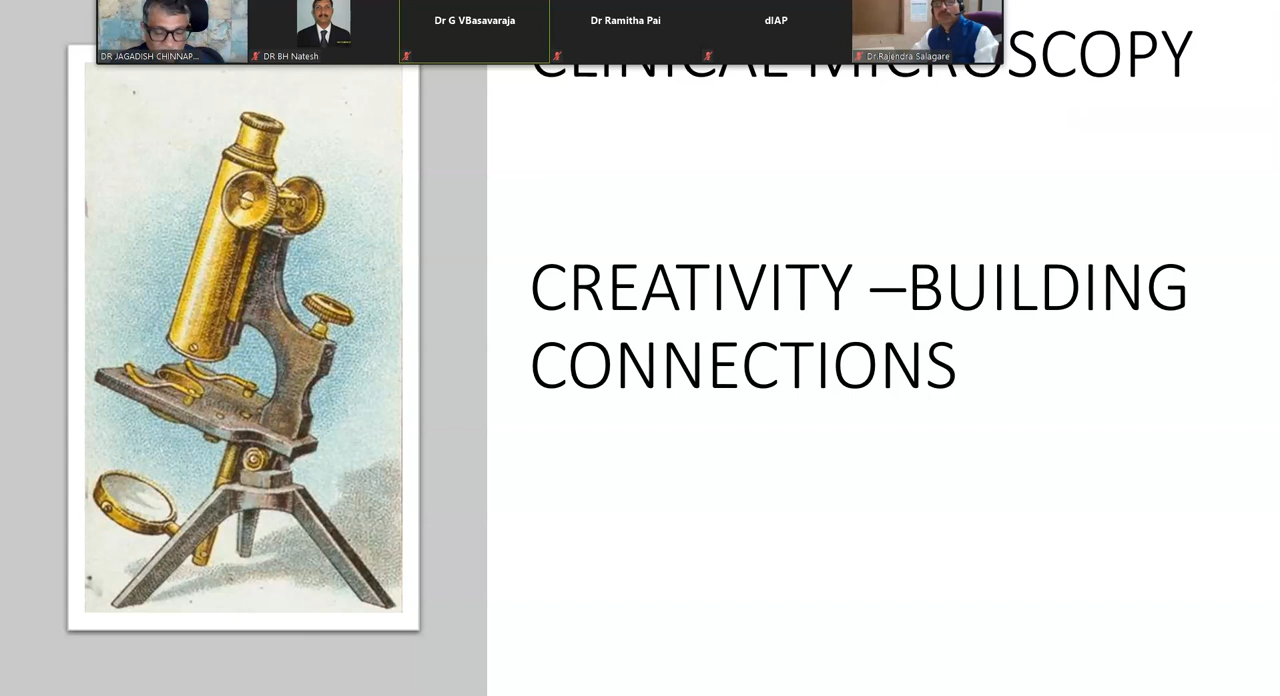 DR JAGADISH CHINNAP...
DR BH Natesh
Dr G VBasavaraja
Dr Ramitha Pai
dIAP
Dr Rajendra Salagare
CLINICAL MICROSCOPY
CREATIVITY –BUILDING
CONNECTIONS